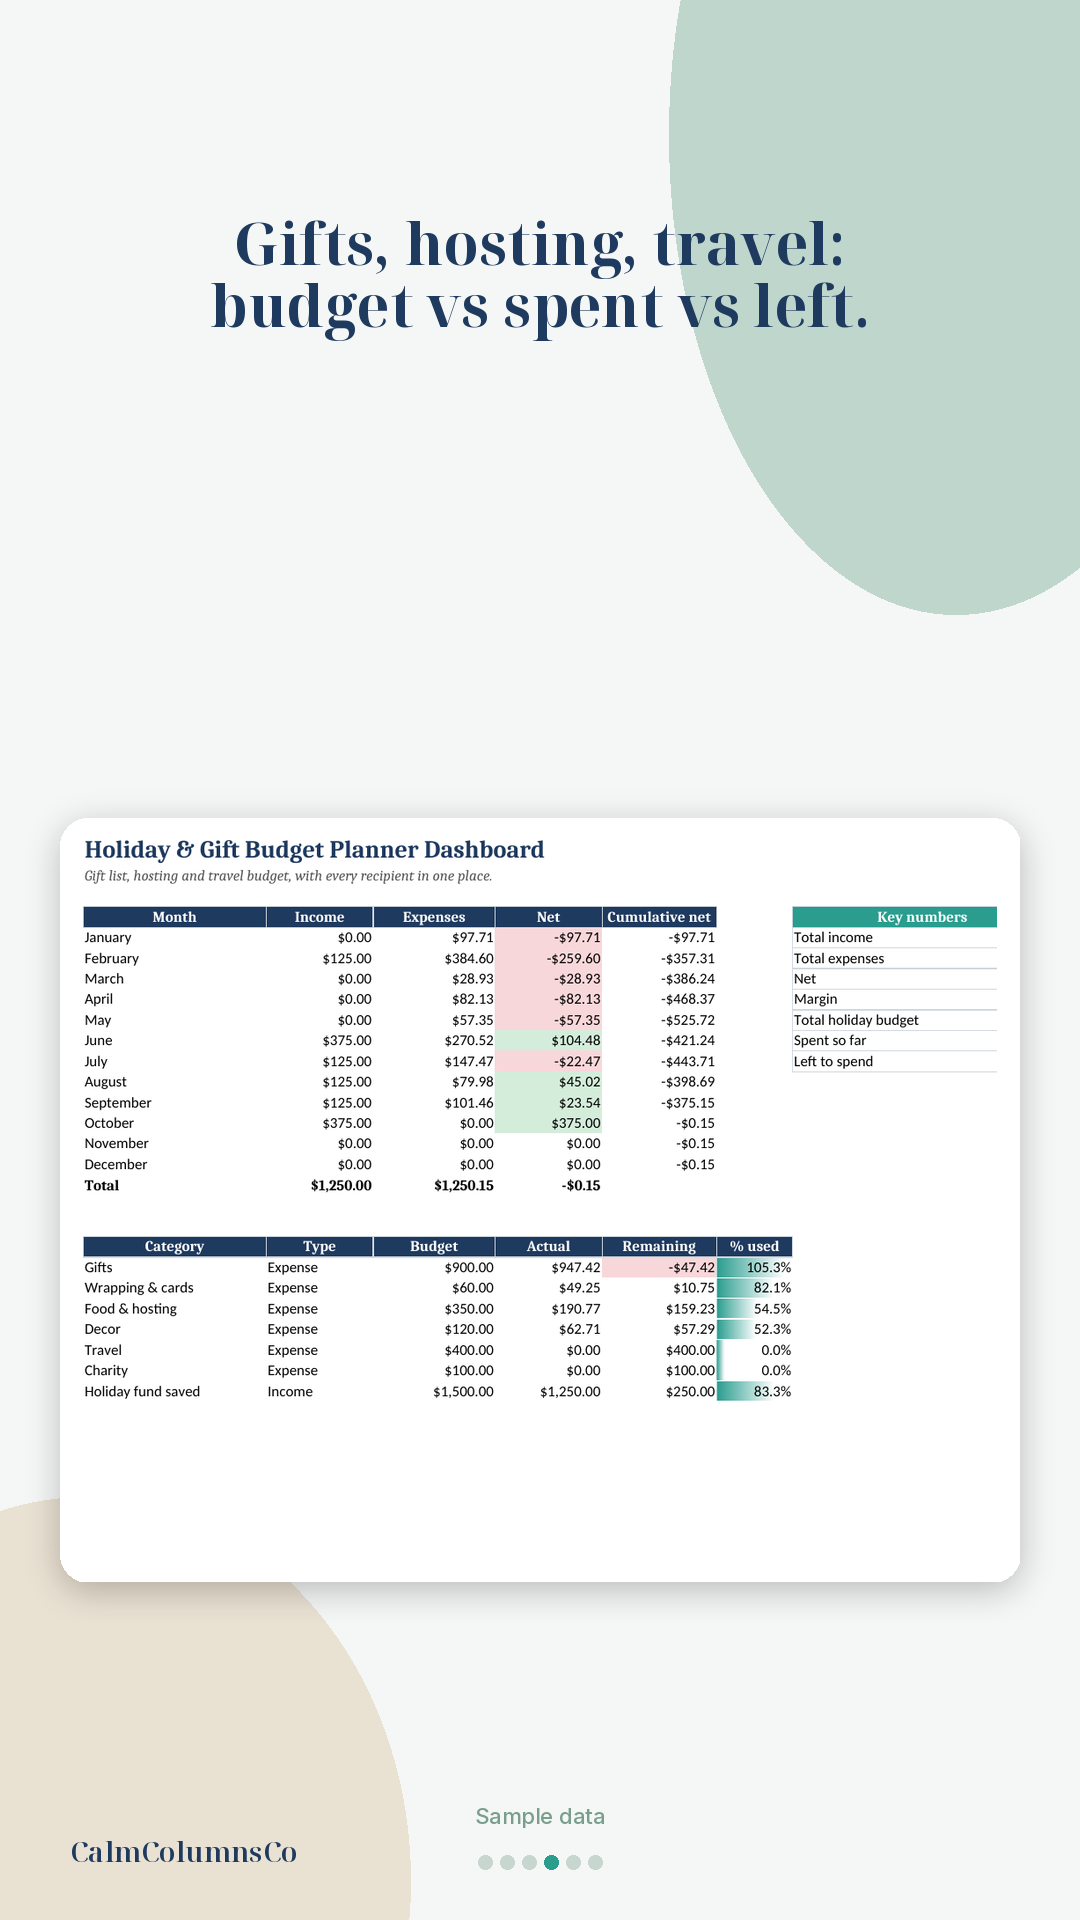 Gifts, hosting, travel:
budget vs spent vs left.
Holiday & Gift Budget Planner Dashboard
Gift list, hosting and travel budget, with every recipient in one place.
Month Income Expenses Net Cumulative net Key numbers
January $0.00 $97.71 -$97.71 -$97.71 Total income
February $125.00 $384.60 -$259.60 -$357.31 Total expenses
March $0.00 $28.93 -$28.93 -$386.24 Net
April $0.00 $82.13 -$82.13 -$468.37 Margin
May $0.00 $57.35 -$57.35 -$525.72 Total holiday budget
June $375.00 $270.52 $104.48 -$421.24 Spent so far
July $125.00 $147.47 -$22.47 -$443.71 Left to spend
August $125.00 $79.98 $45.02 -$398.69
September $125.00 $101.46 $23.54 -$375.15
October $375.00 $0.00 $375.00 -$0.15
November $0.00 $0.00 $0.00 -$0.15
December $0.00 $0.00 $0.00 -$0.15
Total $1,250.00 $1,250.15 -$0.15
Category Type Budget Actual Remaining % used
Gifts Expense $900.00 $947.42 -$47.42 105.3%
Wrapping & cards Expense $60.00 $49.25 $10.75 82.1%
Food & hosting Expense $350.00 $190.77 $159.23 54.5%
Decor Expense $120.00 $62.71 $57.29 52.3%
Travel Expense $400.00 $0.00 $400.00 0.0%
Charity Expense $100.00 $0.00 $100.00 0.0%
Holiday fund saved Income $1,500.00 $1,250.00 $250.00 83.3%
Sample data
CalmColumnsCo